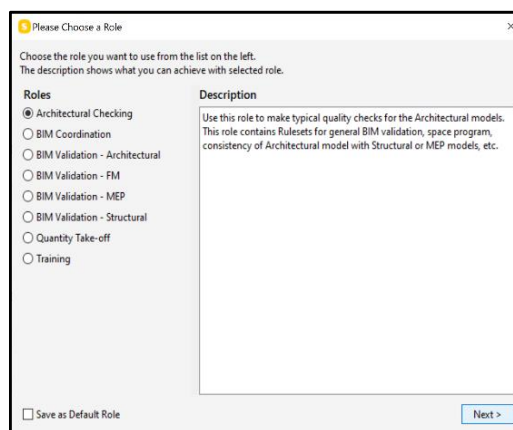 Please Choose a Role
Choose the role you want to use from the list on the left.
The description shows what you can achieve with selected role.
Roles
Architectural Checking
BIM Coordination
BIM Validation - Architectural
BIM Validation - FM
BIM Validation - MEP
BIM Validation - Structural
Quantity Take-off
Training
Description
Use this role to make typical quality checks for the Architectural models.
This role contains Rulesets for general BIM validation, space program,
consistency of Architectural model with Structural or MEP models, etc.
Save as Default Role
Next >